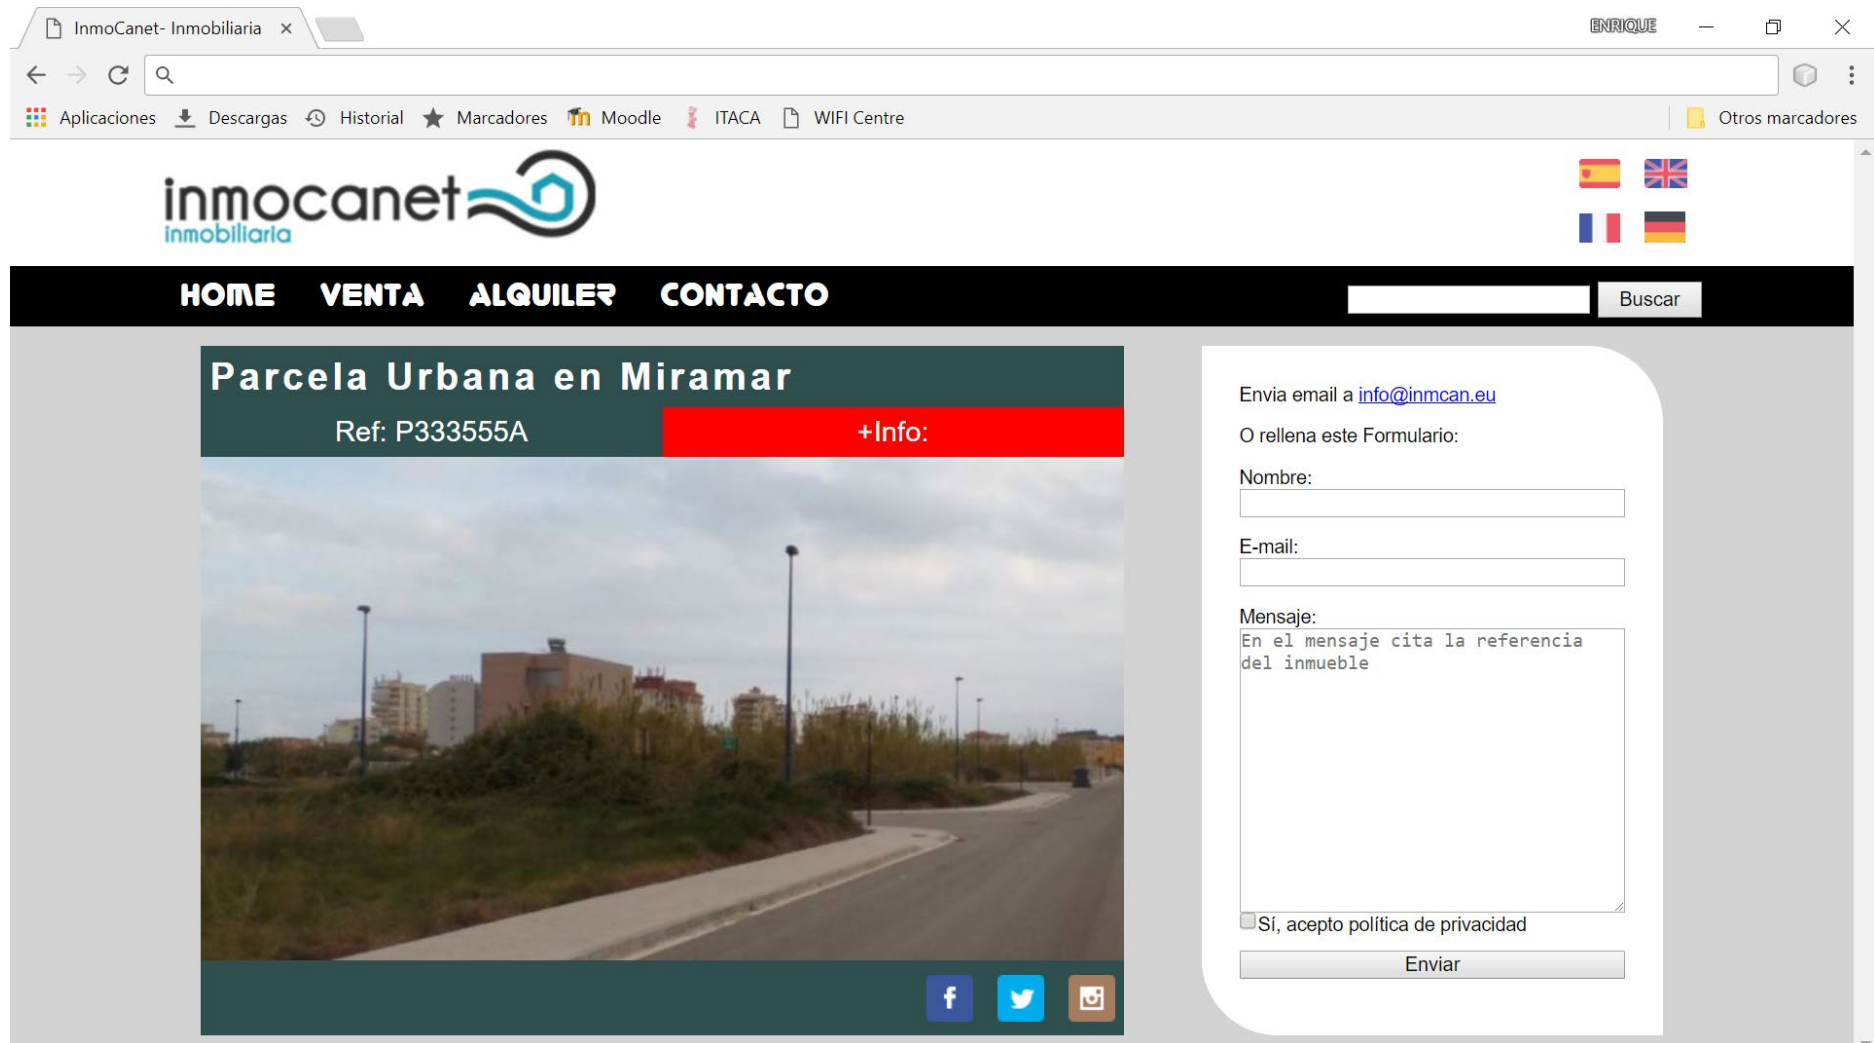 InmoCanet- Inmobiliaria
ENRIQUE
Aplicaciones Descargas Historial Marcadores Moodle ITACA WIFI Centre Otros marcadores
inmocanet
inmobiliaria
HOME VENTA ALQUILER CONTACTO Buscar
Parcela Urbana en Miramar
Ref: P333555A +Info:
Envia email a info@inmcan.eu
O rellena este Formulario:
Nombre:
E-mail:
Mensaje:
En el mensaje cita la referencia
del inmueble
Sí, acepto política de privacidad
Enviar